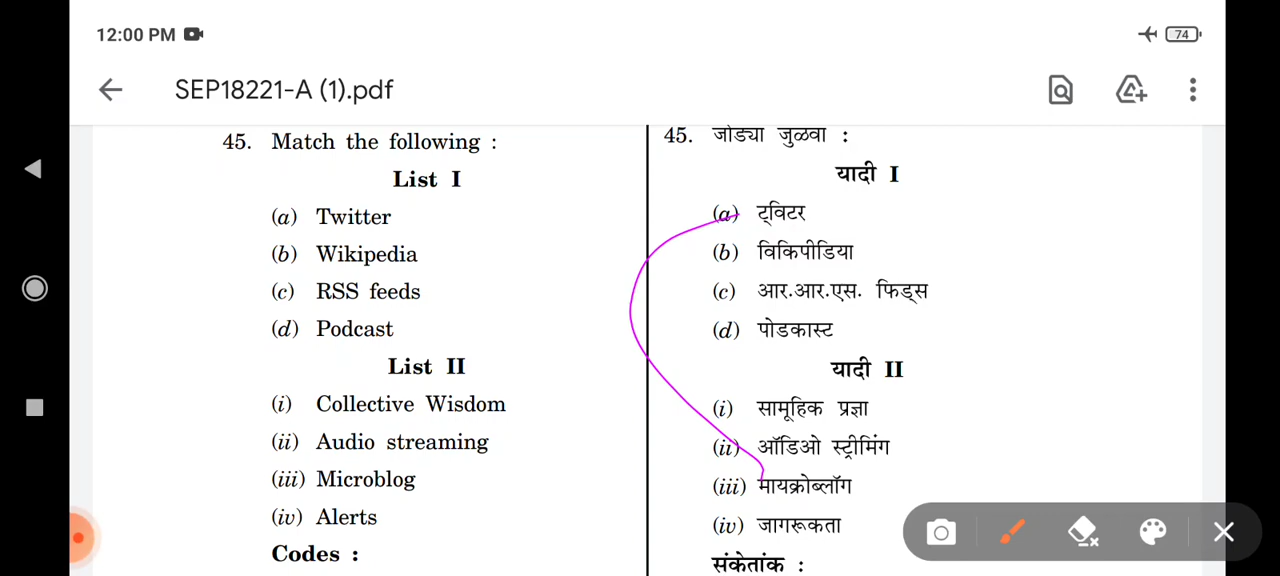 12:00 PM
74
SEP18221-A (1).pdf
45. Match the following :
List I
(a) Twitter
(b) Wikipedia
(c) RSS feeds
(d) Podcast
List II
(i) Collective Wisdom
(ii) Audio streaming
(iii) Microblog
(iv) Alerts
Codes :
45. जोड्या जुळवा :
यादी I
(a) ट्विटर
(b) विकिपीडिया
(c) आर.आर.एस. फिड्स
(d) पोडकास्ट
यादी II
(i) सामूहिक प्रज्ञा
(ii) ऑडिओ स्ट्रीमिंग
(iii) मायक्रोब्लॉग
(iv) जागरूकता
संकेतांक :